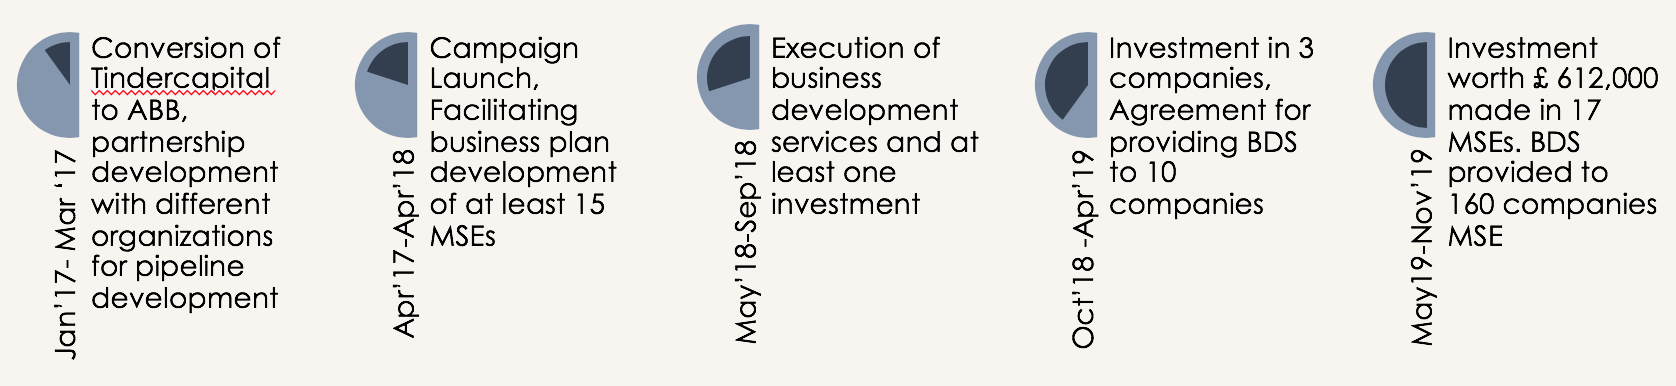 Jan'17- Mar ‘17
Conversion of
Tindercapital
to ABB,
partnership
development
with different
organizations
for pipeline
development
Apr'17-Apr'18
Campaign
Launch,
Facilitating
business plan
development
of at least 15
MSEs
May'18-Sep'18
Execution of
business
development
services and at
least one
investment
Oct'18 -Apr'19
Investment in 3
companies,
Agreement for
providing BDS
to 10
companies
May19-Nov'19
Investment
worth £ 612,000
made in 17
MSEs. BDS
provided to
160 companies
MSE